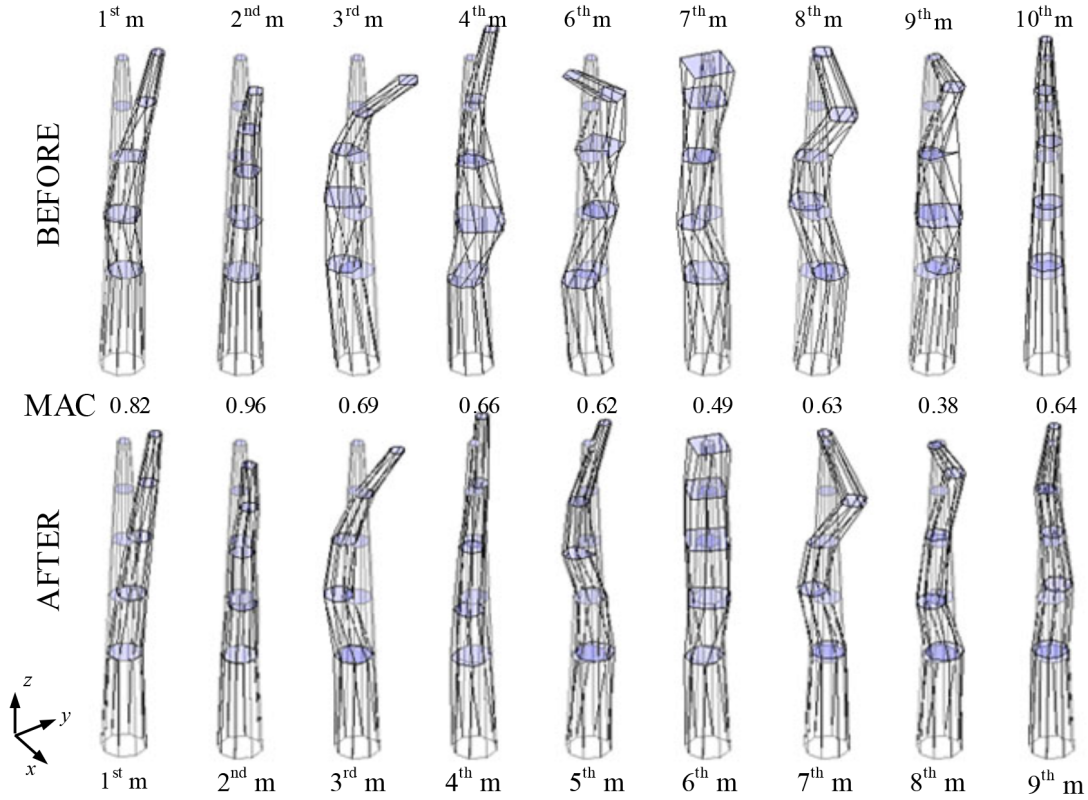 1st m 2nd m 3rd m 4th m 6th m 7th m 8th m 9th m 10th m
BEFORE
MAC 0.82 0.96 0.69 0.66 0.62 0.49 0.63 0.38 0.64
AFTER
z
y
x
1st m 2nd m 3rd m 4th m 5th m 6th m 7th m 8th m 9th m